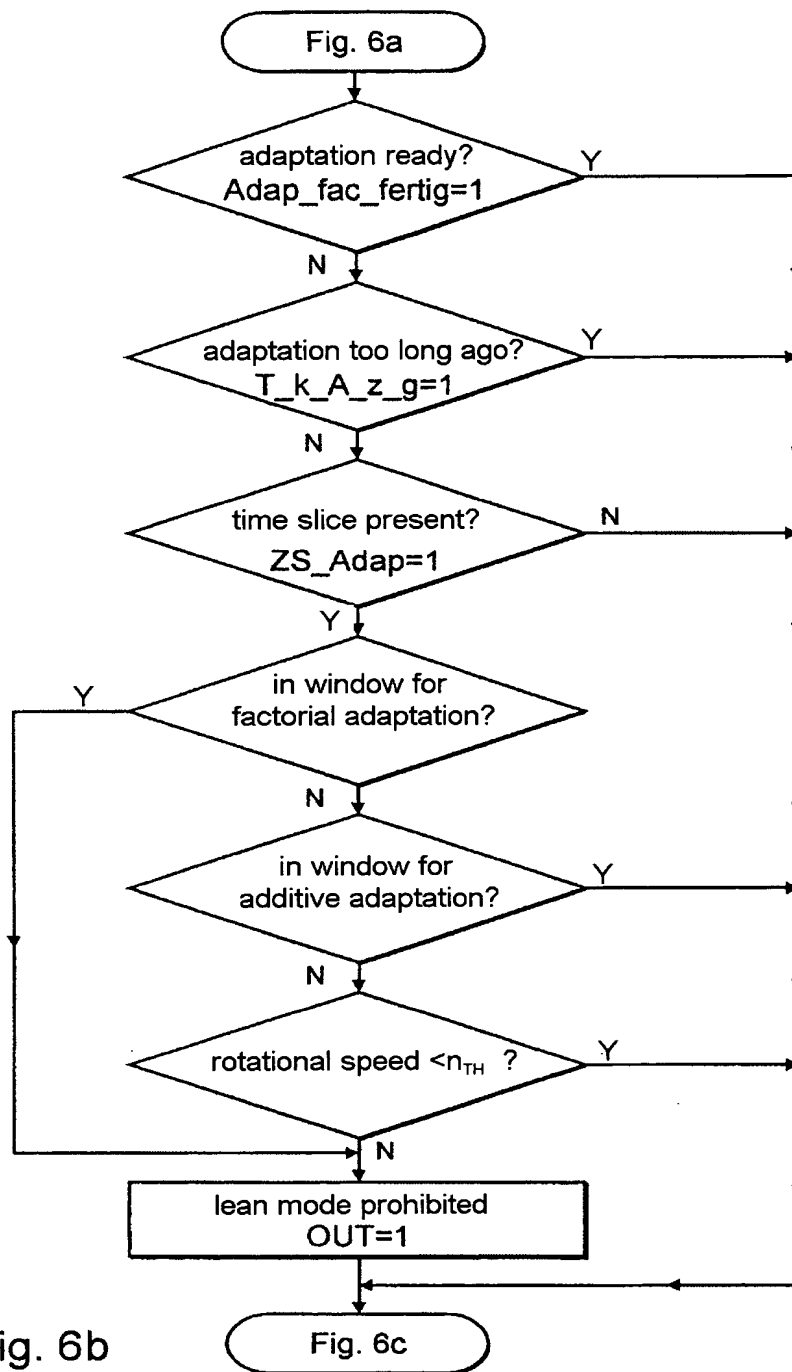 Fig. 6a
adaptation ready?
Adap_fac_fertig=1
Y
N
adaptation too long ago?
T_k_A_z_g=1
Y
N
time slice present?
ZS_Adap=1
N
Y
in window for
factorial adaptation?
Y
N
in window for
additive adaptation?
Y
N
rotational speed <nTH ?
Y
N
lean mode prohibited
OUT=1
Fig. 6c
ig. 6b